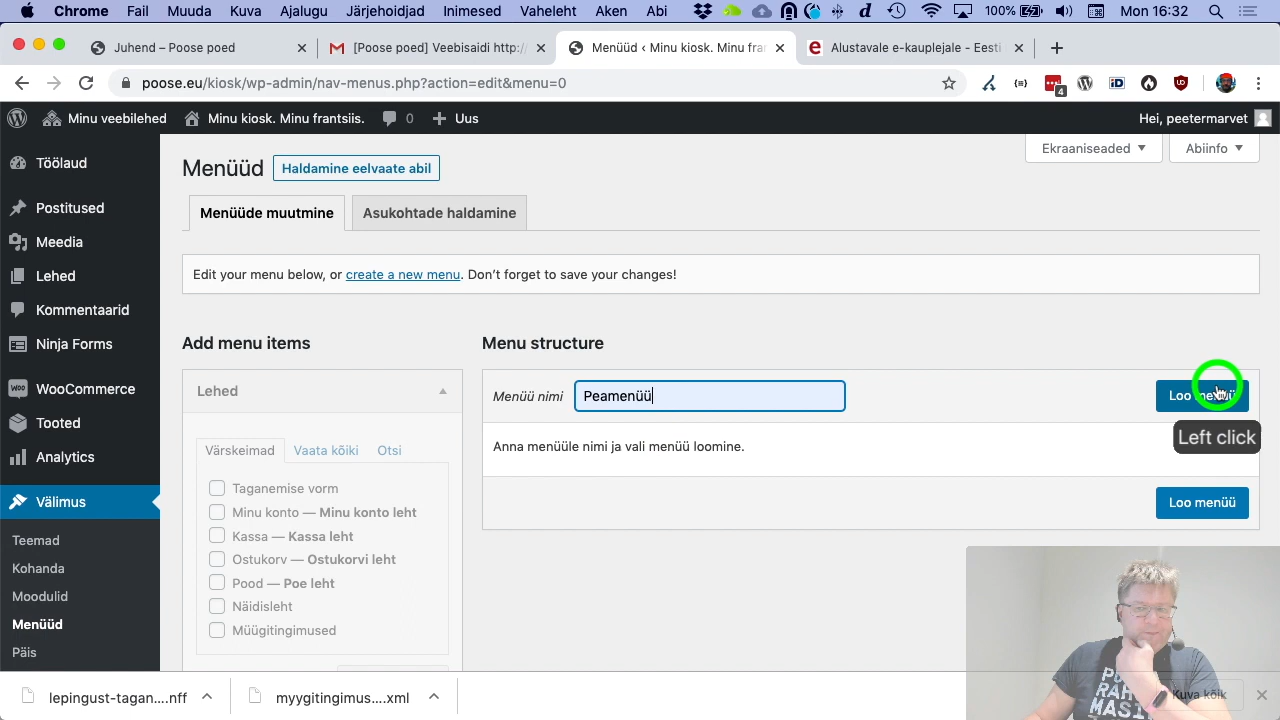 Chrome Fail Muuda Kuva Ajalugu Järjehoidjad Inimesed Vaheleht Aken Abi 100% Mon 16:32
Juhend – Poose poed
[Poose poed] Veebisaidi http:/
Menüüd ‹ Minu kiosk. Minu fran
Alustavale e-kauplejale - Eesti
poose.eu/kiosk/wp-admin/nav-menus.php?action=edit&menu=0
4
Minu veebilehed Minu kiosk. Minu frantsiis. 0 Uus Hei, peetermarvet
Töölaud
Postitused
Meedia
Lehed
Kommentaarid
Ninja Forms
WooCommerce
Tooted
Analytics
Välimus
Teemad
Kohanda
Moodulid
Menüüd
Päis
Menüüd Haldamine eelvaate abil
Ekraaniseaded Abiinfo
Menüüde muutmine Asukohtade haldamine
Edit your menu below, or create a new menu. Don’t forget to save your changes!
Add menu items
Lehed
Värskeimad Vaata kõiki Otsi
Taganemise vorm
Minu konto — Minu konto leht
Kassa — Kassa leht
Ostukorv — Ostukorvi leht
Pood — Poe leht
Näidisleht
Müügitingimused
Menu structure
Menüü nimi Peamenüü Loo menüü
Left click
Anna menüüle nimi ja vali menüü loomine.
Loo menüü
lepingust-tagan....nff
myygitingimus....xml
Kuva kõik